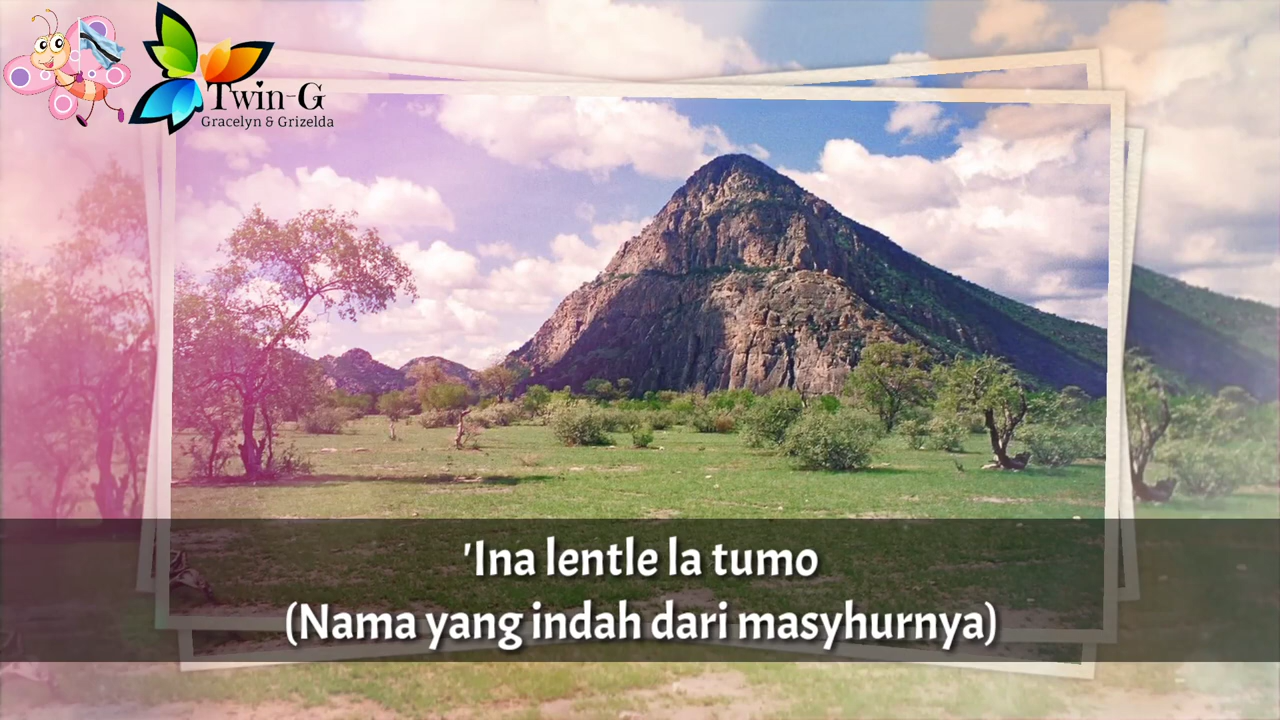 Twin-G
Gracelyn & Grizelda
'Ina lentle la tumo
(Nama yang indah dari masyhurnya)